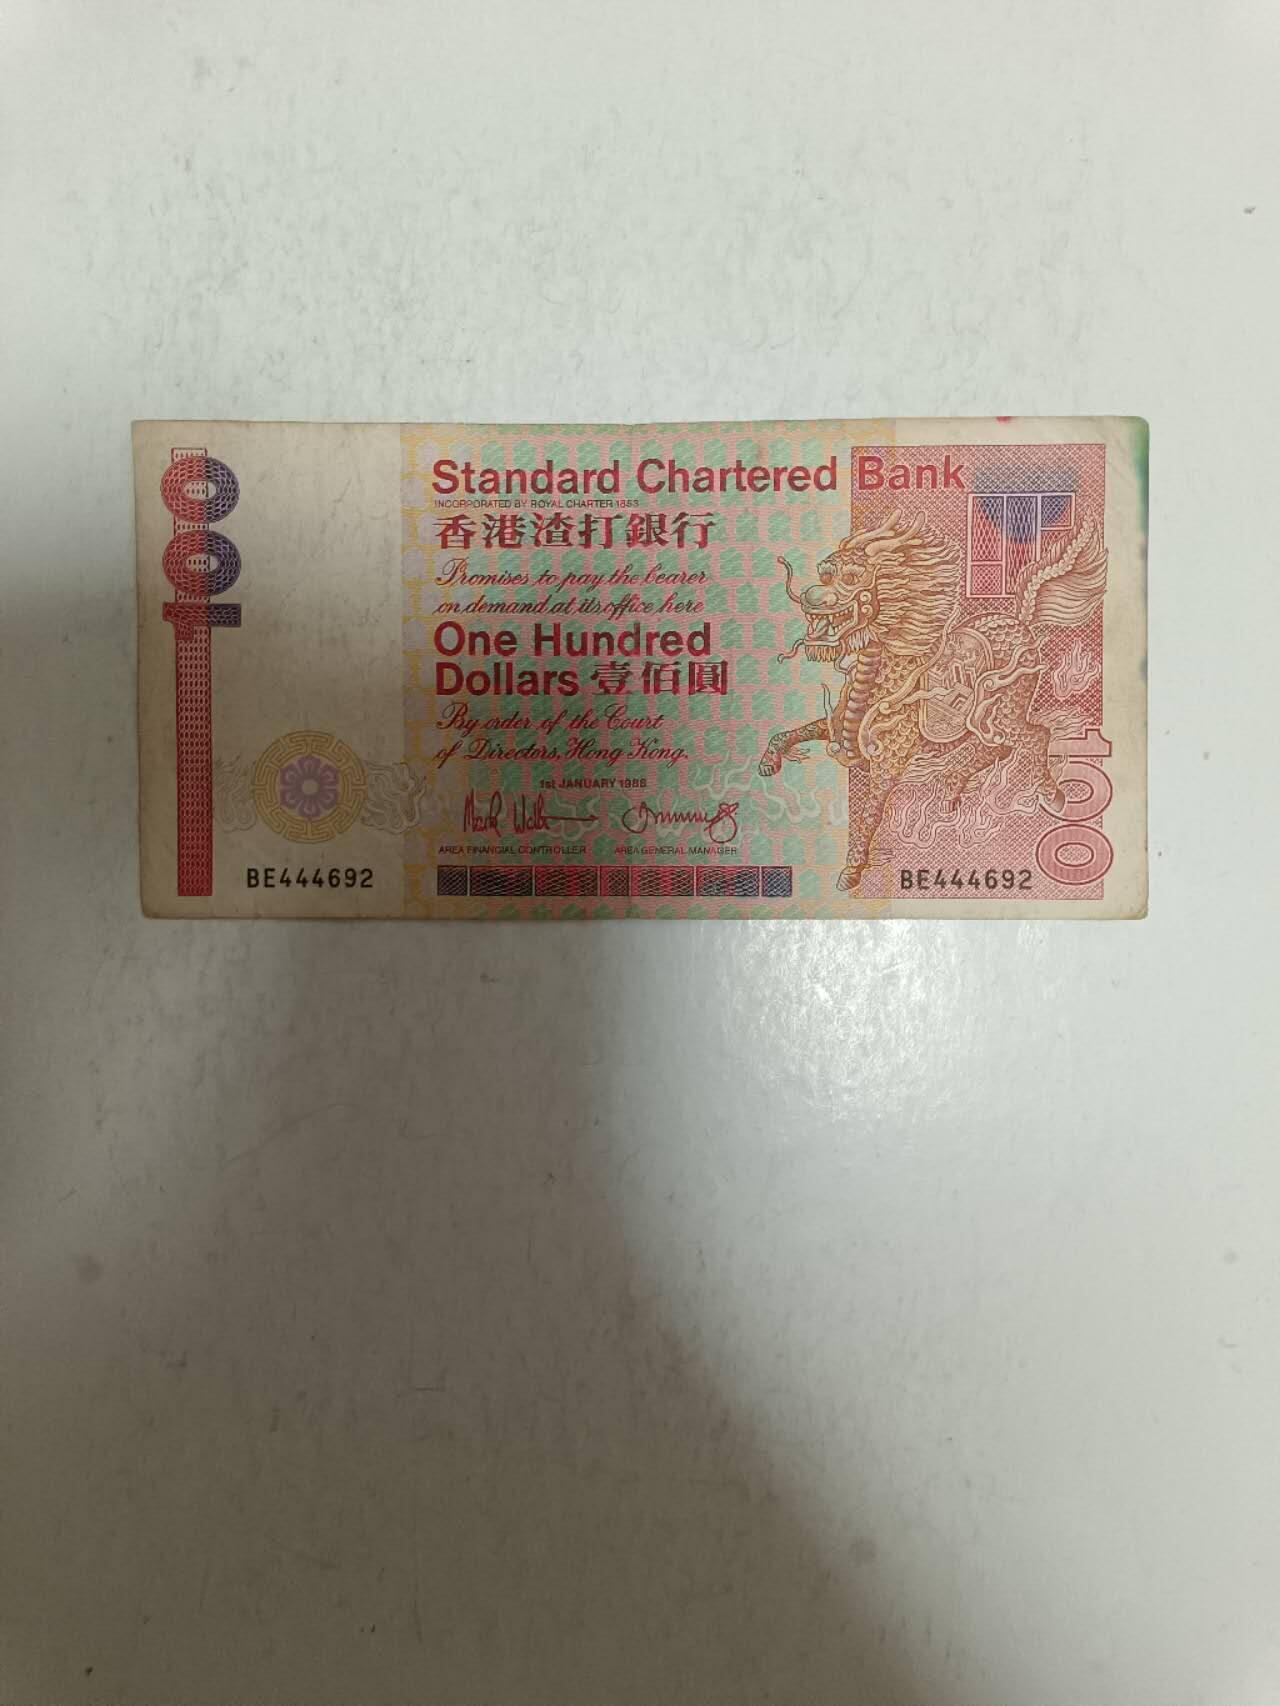 100
Standard Chartered Bank
INCORPORATED BY ROYAL CHARTER 1853
香港渣打銀行
Promises to pay the bearer
on demand at its office here
One Hundred
Dollars 壹佰圓
By order of the Court
of Directors, Hong Kong.
1st JANUARY 1988
AREA FINANCIAL CONTROLLER AREA GENERAL MANAGER
BE444692 BE444692
100